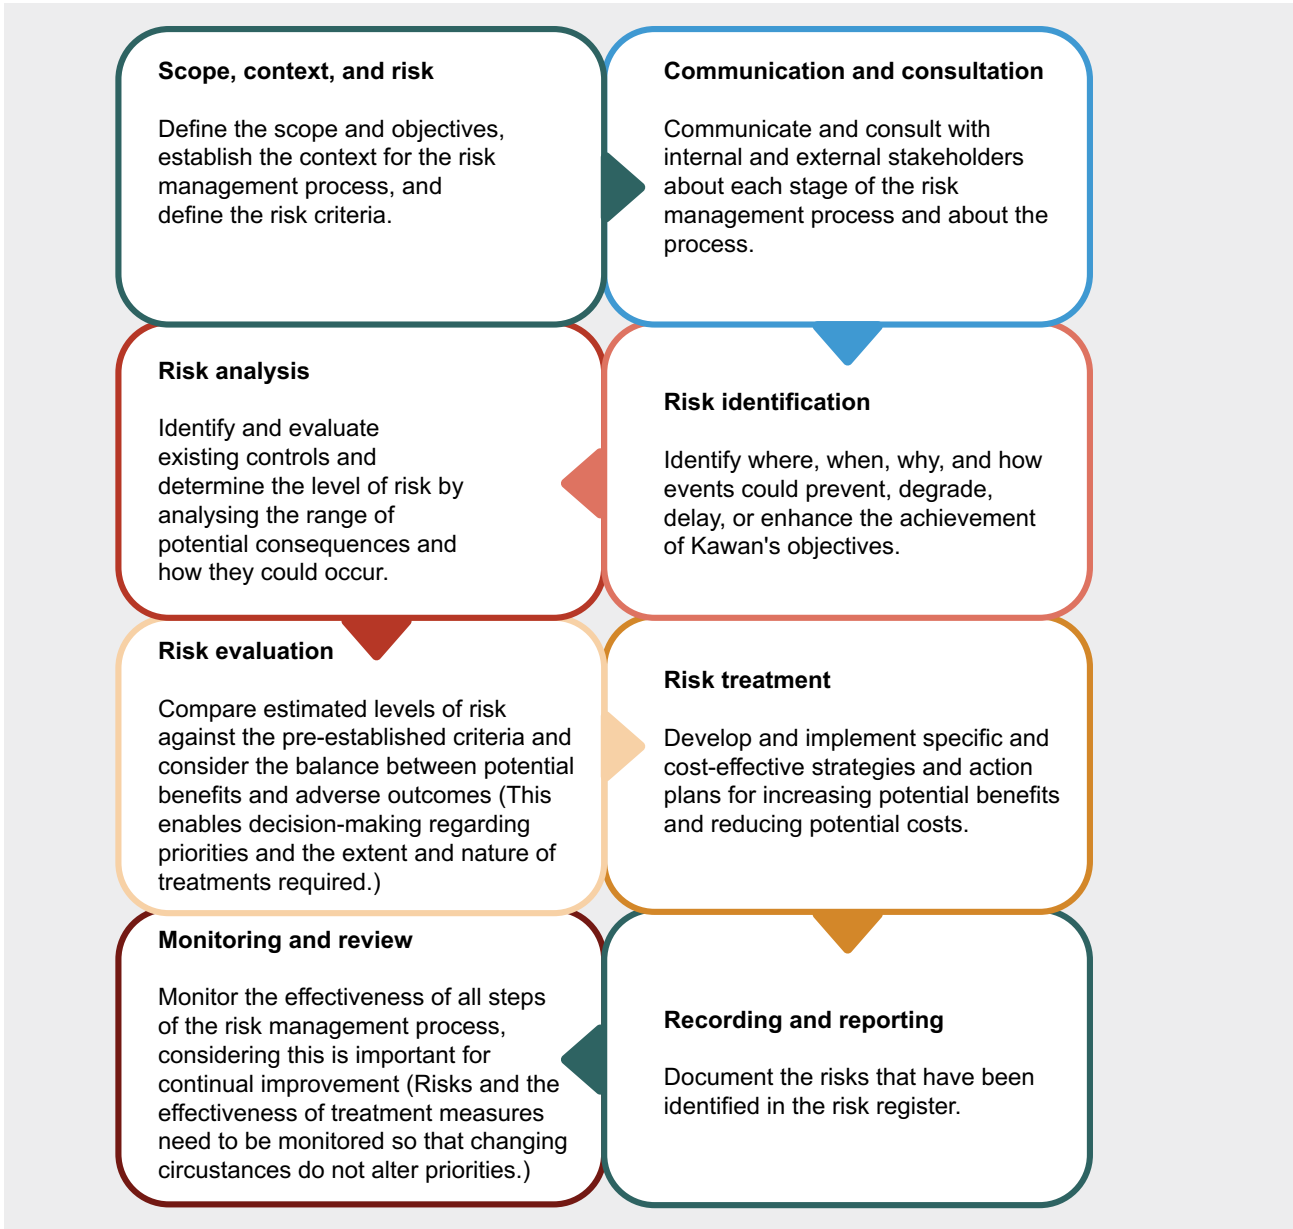 Scope, context, and risk
Define the scope and objectives,
establish the context for the risk
management process, and
define the risk criteria.
Communication and consultation
Communicate and consult with
internal and external stakeholders
about each stage of the risk
management process and about the
process.
Risk identification
Identify where, when, why, and how
events could prevent, degrade,
delay, or enhance the achievement
of Kawan's objectives.
Risk analysis
Identify and evaluate
existing controls and
determine the level of risk by
analysing the range of
potential consequences and
how they could occur.
Risk evaluation
Compare estimated levels of risk
against the pre-established criteria and
consider the balance between potential
benefits and adverse outcomes (This
enables decision-making regarding
priorities and the extent and nature of
treatments required.)
Risk treatment
Develop and implement specific and
cost-effective strategies and action
plans for increasing potential benefits
and reducing potential costs.
Recording and reporting
Document the risks that have been
identified in the risk register.
Monitoring and review
Monitor the effectiveness of all steps
of the risk management process,
considering this is important for
continual improvement (Risks and the
effectiveness of treatment measures
need to be monitored so that changing
circustances do not alter priorities.)